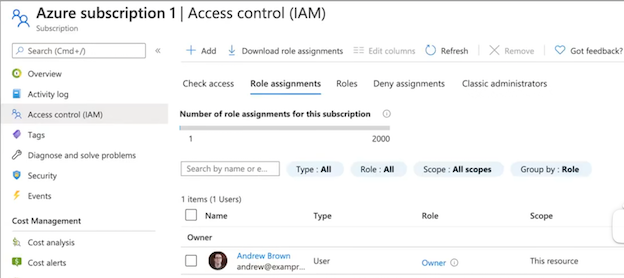 Azure subscription 1 | Access control (IAM)
Subscription
Search (Cmd+/)
«
Overview
Activity log
Access control (IAM)
Tags
Diagnose and solve problems
Security
Events
Cost Management
Cost analysis
Cost alerts
+ Add
Download role assignments
Edit columns
Refresh
Remove
Got feedback?
Check access
Role assignments
Roles
Deny assignments
Classic administrators
Number of role assignments for this subscription
1
2000
Search by name or e...
Type : All
Role : All
Scope : All scopes
Group by : Role
1 items (1 Users)
Name
Type
Role
Scope
Owner
Andrew Brown
User
Owner
This resource
andrew@exampr...